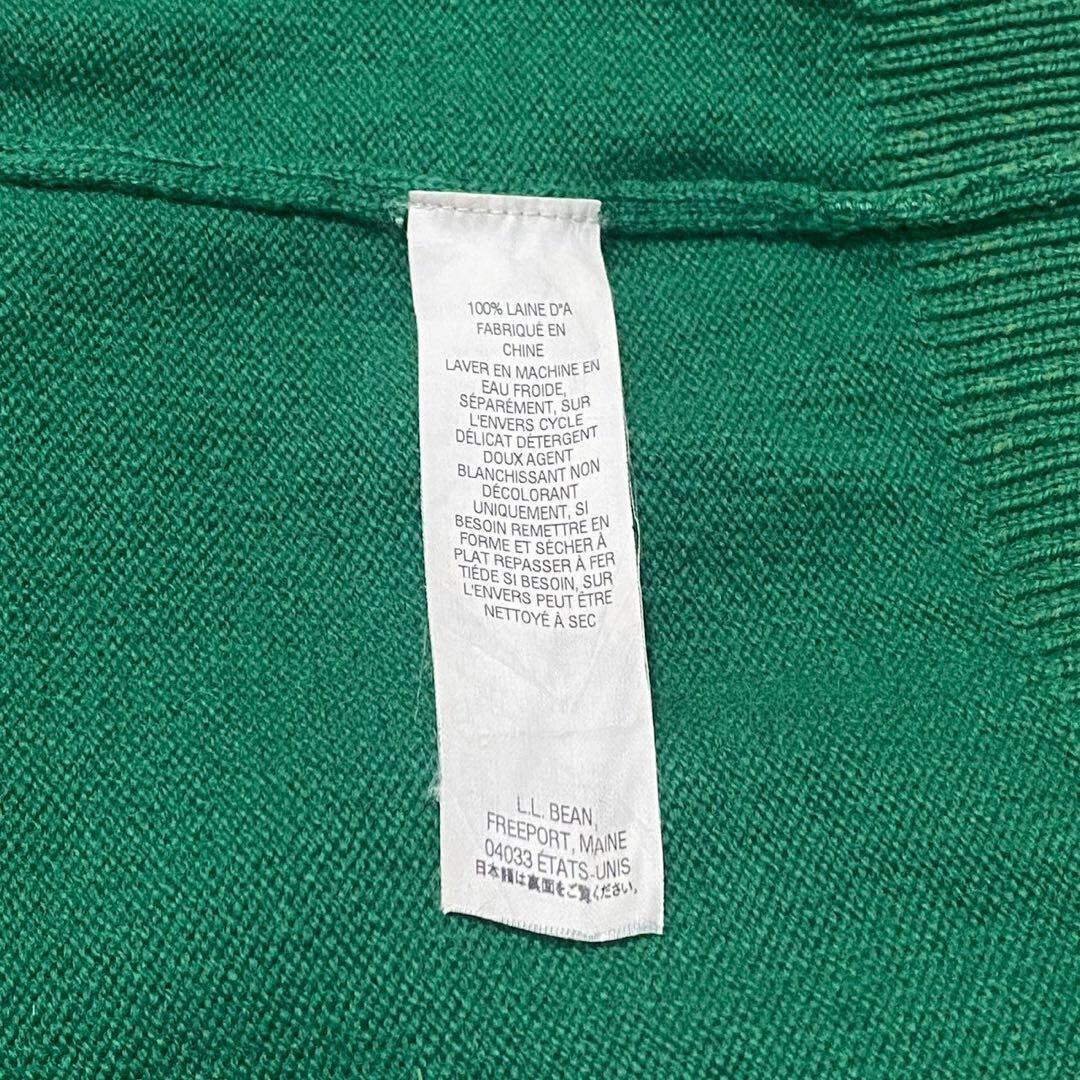 100% LAINE D"A
FABRIQUÉ EN
CHINE
LAVER EN MACHINE EN
EAU FROIDE,
SÉPARÉMENT, SUR
L'ENVERS CYCLE
DÉLICAT DÉTERGENT
DOUX AGENT
BLANCHISSANT NON
DÉCOLORANT
UNIQUEMENT, SI
BESOIN REMETTRE EN
FORME ET SÉCHER À
PLAT REPASSER À FER
TIÉDE SI BESOIN, SUR
L'ENVERS PEUT ÊTRE
NETTOYÉ À SEC
L.L. BEAN,
FREEPORT, MAINE
04033 ÉTATS-UNIS
日本語は裏面をご覧ください。